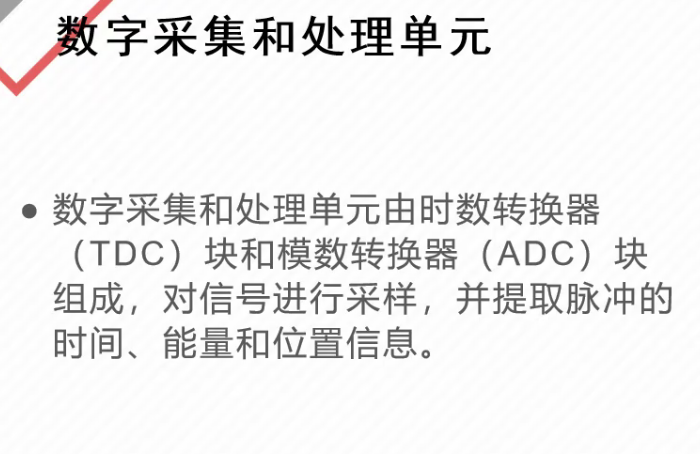 数字采集和处理单元
• 数字采集和处理单元由时数转换器
（TDC）块和模数转换器（ADC）块
组成，对信号进行采样，并提取脉冲的
时间、能量和位置信息。